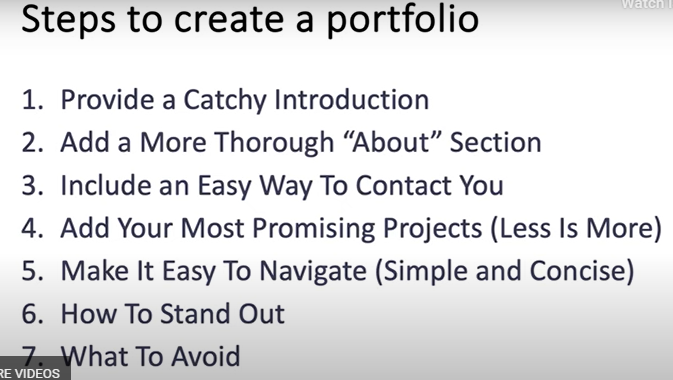 Watch
Steps to create a portfolio
1. Provide a Catchy Introduction
2. Add a More Thorough “About” Section
3. Include an Easy Way To Contact You
4. Add Your Most Promising Projects (Less Is More)
5. Make It Easy To Navigate (Simple and Concise)
6. How To Stand Out
7. What To Avoid
RE VIDEOS